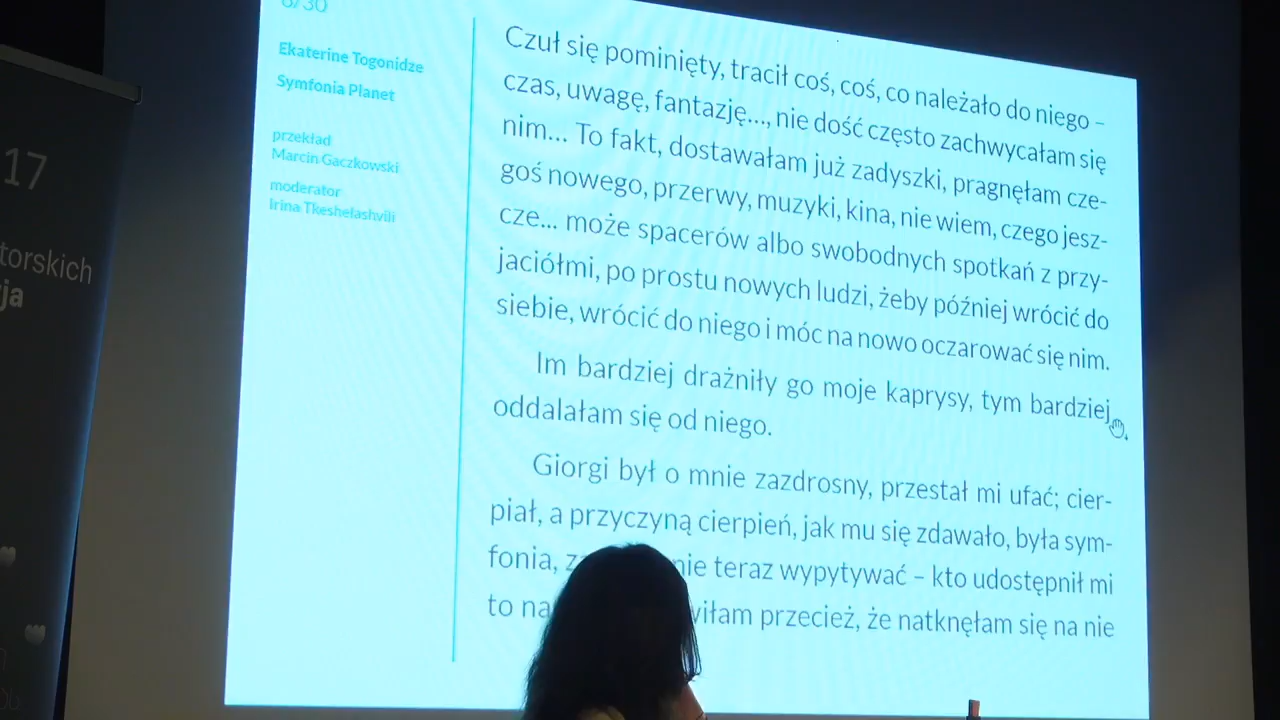 17
torskich
ja
6/30
Ekaterine Togonidze
Symfonia Planet
przekład
Marcin Gaczkowski
moderator
Irina Tkeshelashvili
Czuł się pominięty, tracił coś, coś, co należało do niego –
czas, uwagę, fantazję..., nie dość często zachwycałam się
nim... To fakt, dostawałam już zadyszki, pragnęłam cze-
goś nowego, przerwy, muzyki, kina, nie wiem, czego jesz-
cze... może spacerów albo swobodnych spotkań z przy-
jaciółmi, po prostu nowych ludzi, żeby później wrócić do
siebie, wrócić do niego i móc na nowo oczarować się nim.
Im bardziej drażniły go moje kaprysy, tym bardziej
oddalałam się od niego.
Giorgi był o mnie zazdrosny, przestał mi ufać; cier-
piał, a przyczyną cierpień, jak mu się zdawało, była sym-
fonia, nie teraz wypytywać – kto udostępnił mi
to na wiłam przecież, że natknęłam się na nie